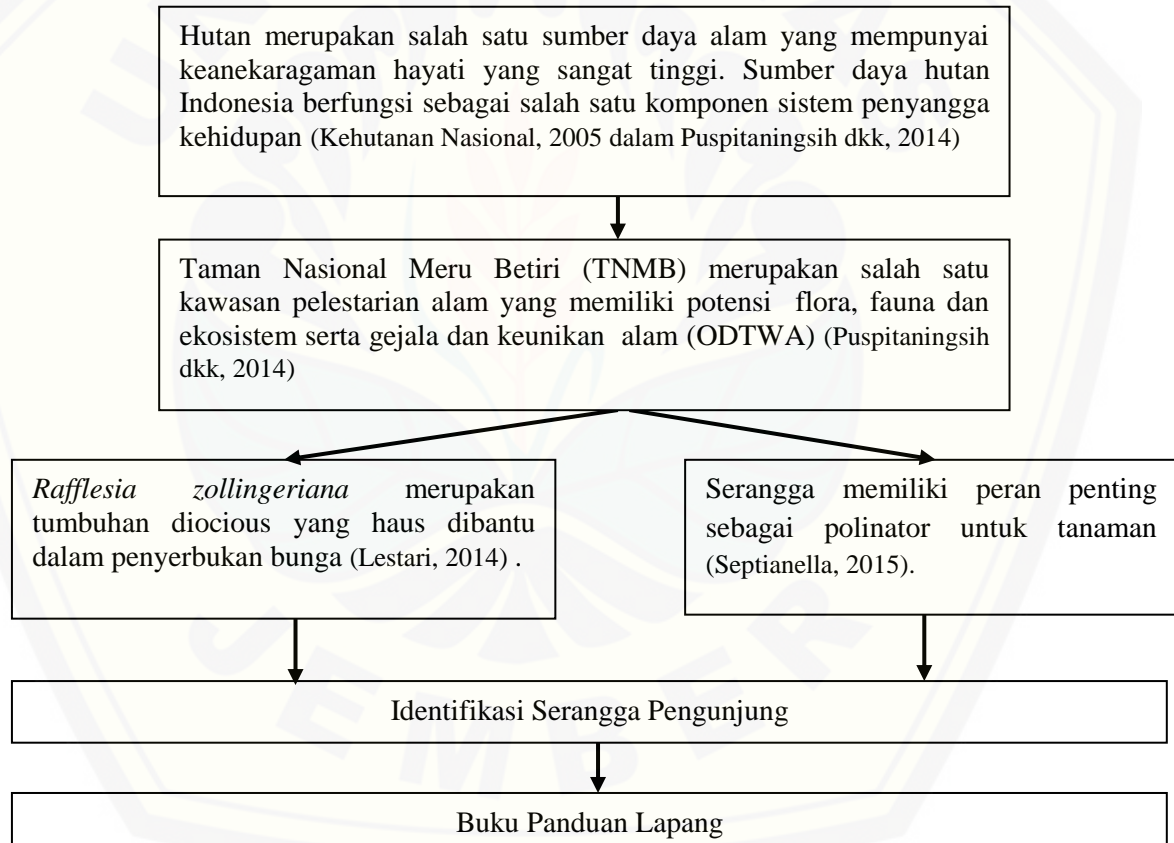 Hutan merupakan salah satu sumber daya alam yang mempunyai
keanekaragaman hayati yang sangat tinggi. Sumber daya hutan
Indonesia berfungsi sebagai salah satu komponen sistem penyangga
kehidupan (Kehutanan Nasional, 2005 dalam Puspitaningsih dkk, 2014)
Taman Nasional Meru Betiri (TNMB) merupakan salah satu
kawasan pelestarian alam yang memiliki potensi flora, fauna dan
ekosistem serta gejala dan keunikan alam (ODTWA) (Puspitaningsih
dkk, 2014)
Rafflesia zollingeriana merupakan
tumbuhan diocious yang haus dibantu
dalam penyerbukan bunga (Lestari, 2014) .
Serangga memiliki peran penting
sebagai polinator untuk tanaman
(Septianella, 2015).
Identifikasi Serangga Pengunjung
Buku Panduan Lapang
JEMBER